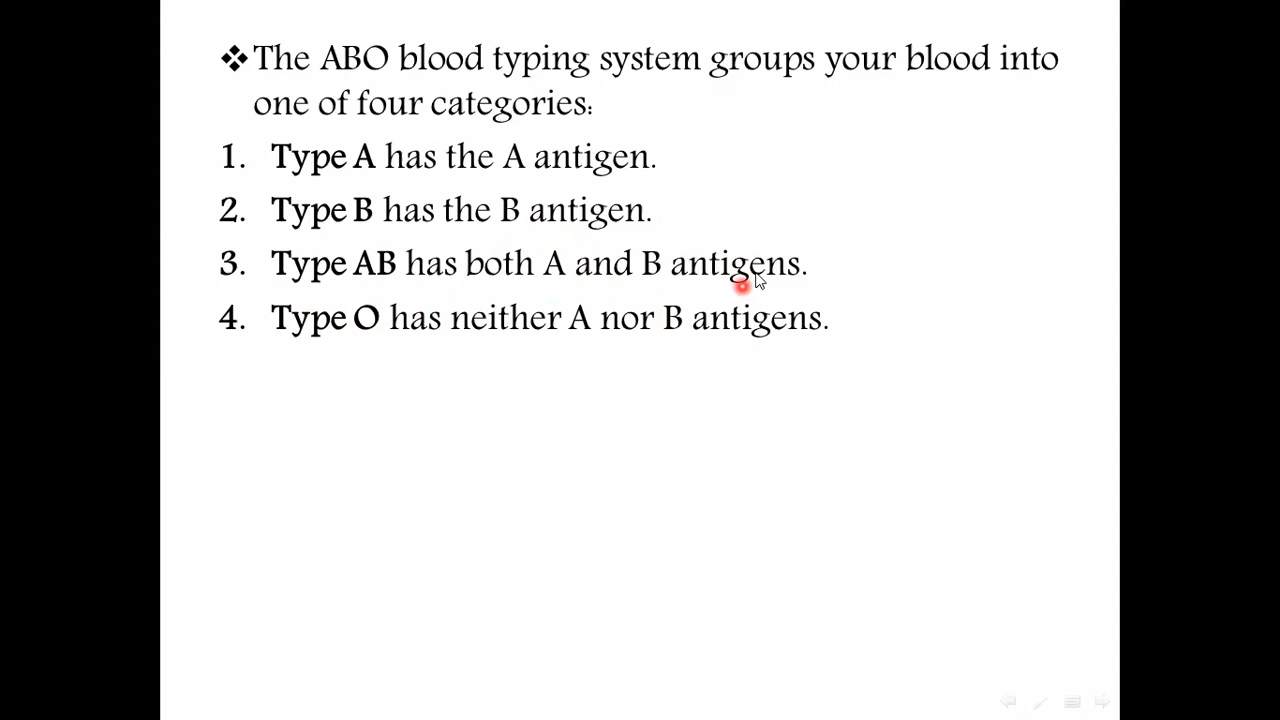 ❖The ABO blood typing system groups your blood into
one of four categories:
1. Type A has the A antigen.
2. Type B has the B antigen.
3. Type AB has both A and B antigens.
4. Type O has neither A nor B antigens.